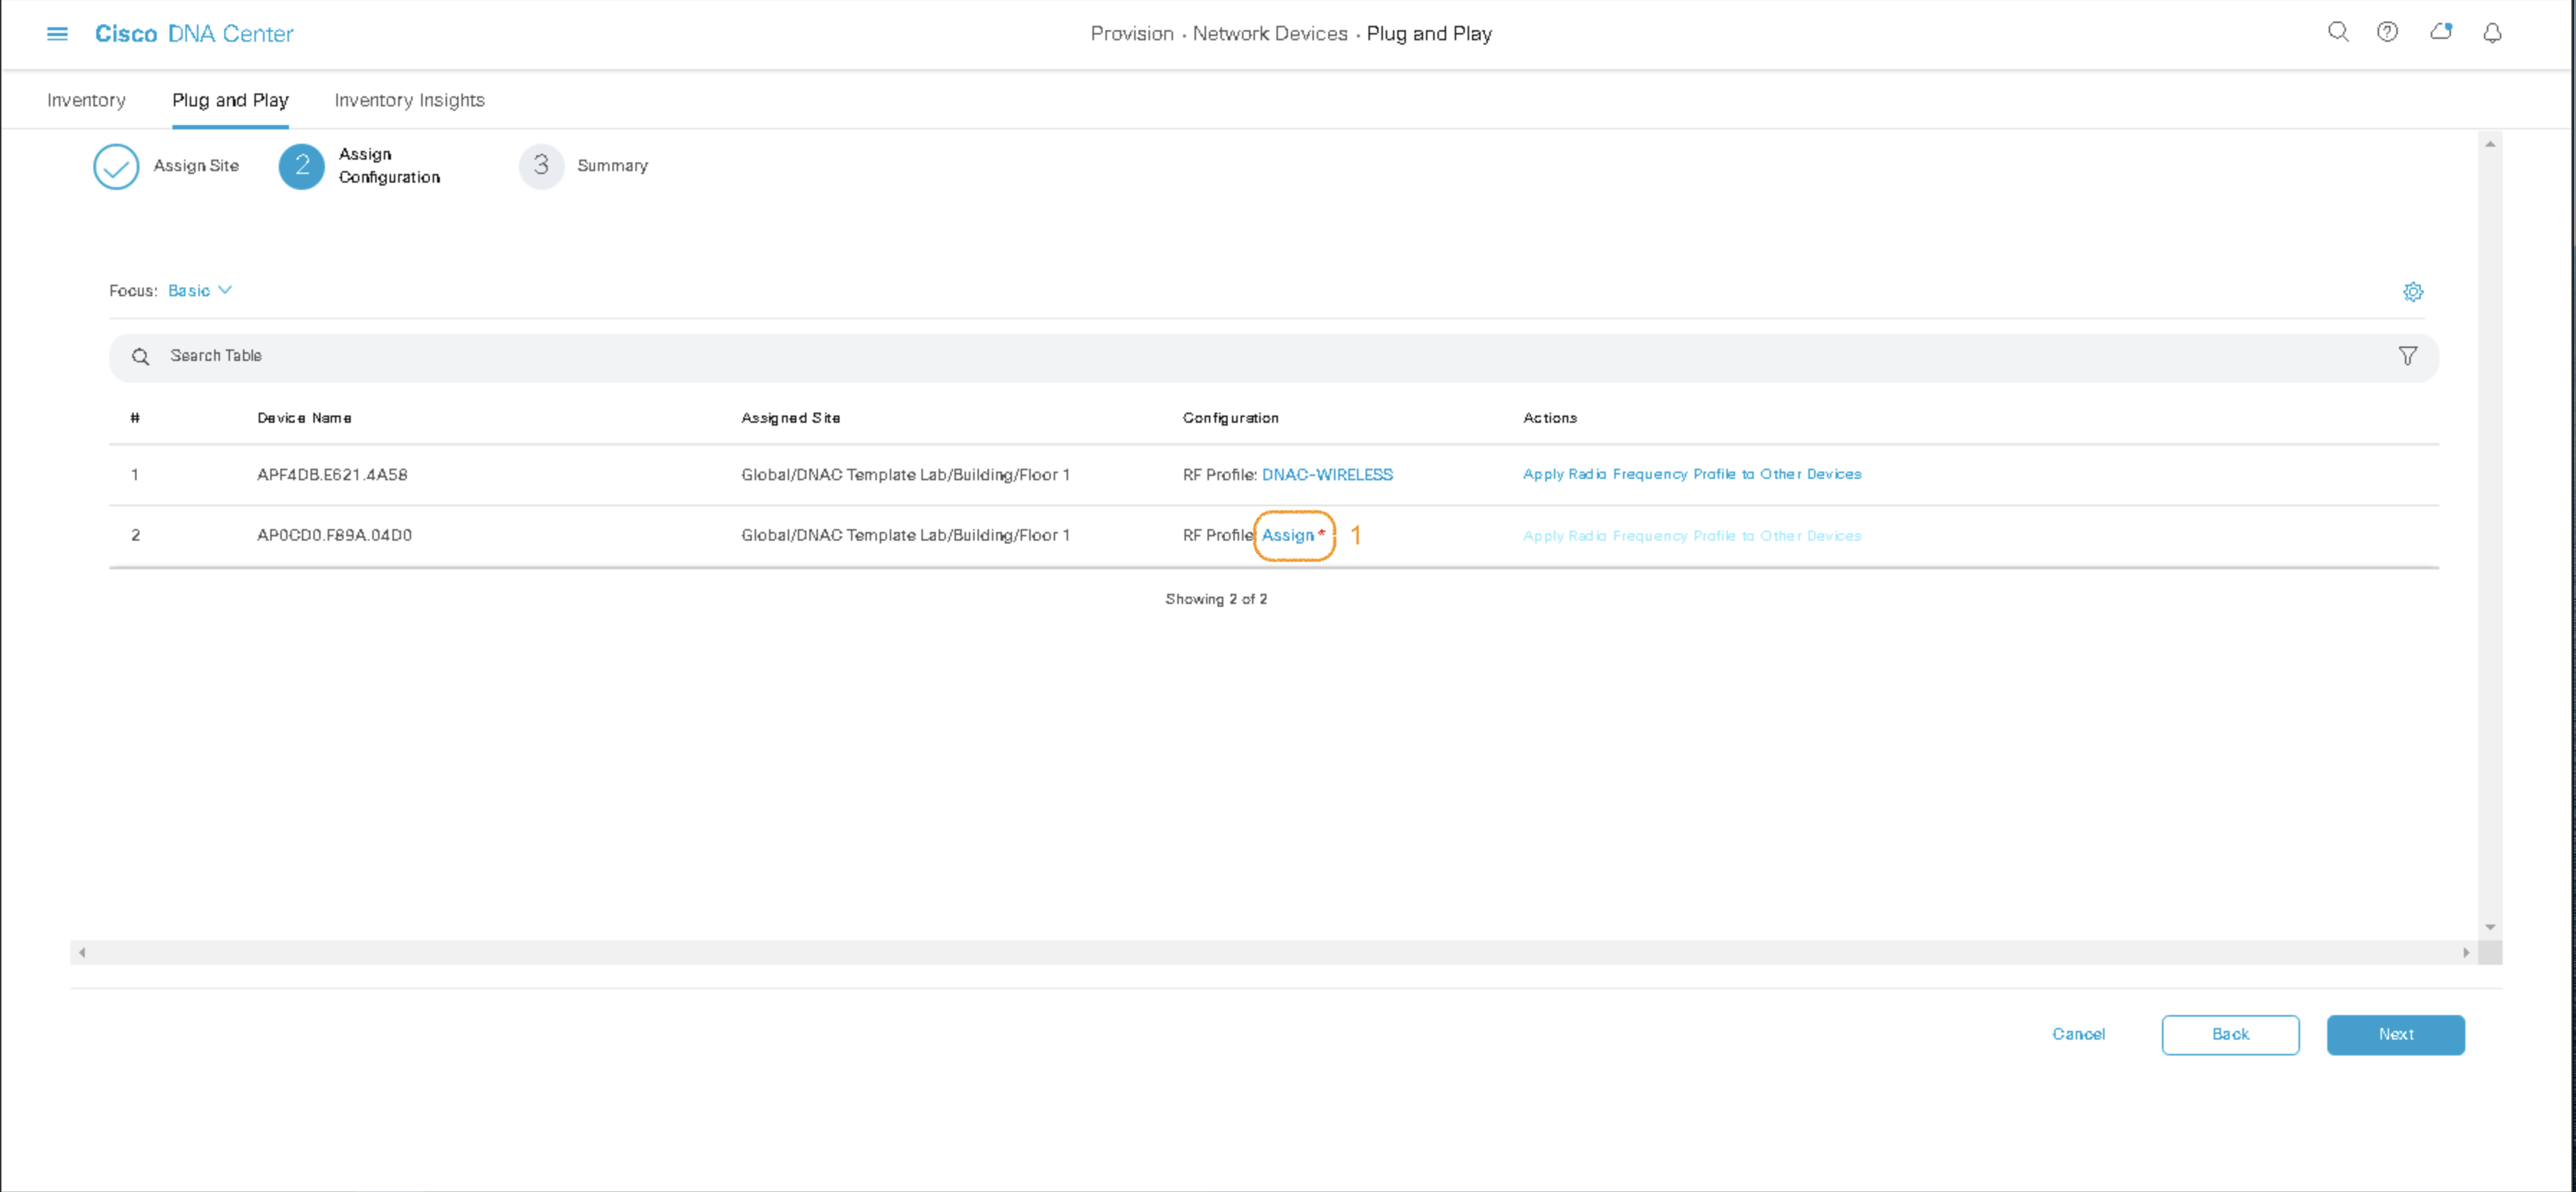 Cisco DNA Center
Provision · Network Devices · Plug and Play
Inventory Plug and Play Inventory Insights
Assign Site
2 Assign Configuration
3 Summary
Focus: Basic
Search Table
# Device Name Assigned Site Configuration Actions
1 APF4DB.E621.4A58 Global/DNAC Template Lab/Building/Floor 1 RF Profile: DNAC-WIRELESS Apply Radio Frequency Profile to Other Devices
2 AP0CD0.F89A.04D0 Global/DNAC Template Lab/Building/Floor 1 RF Profile Assign * 1 Apply Radio Frequency Profile to Other Devices
Showing 2 of 2
Cancel Back Next